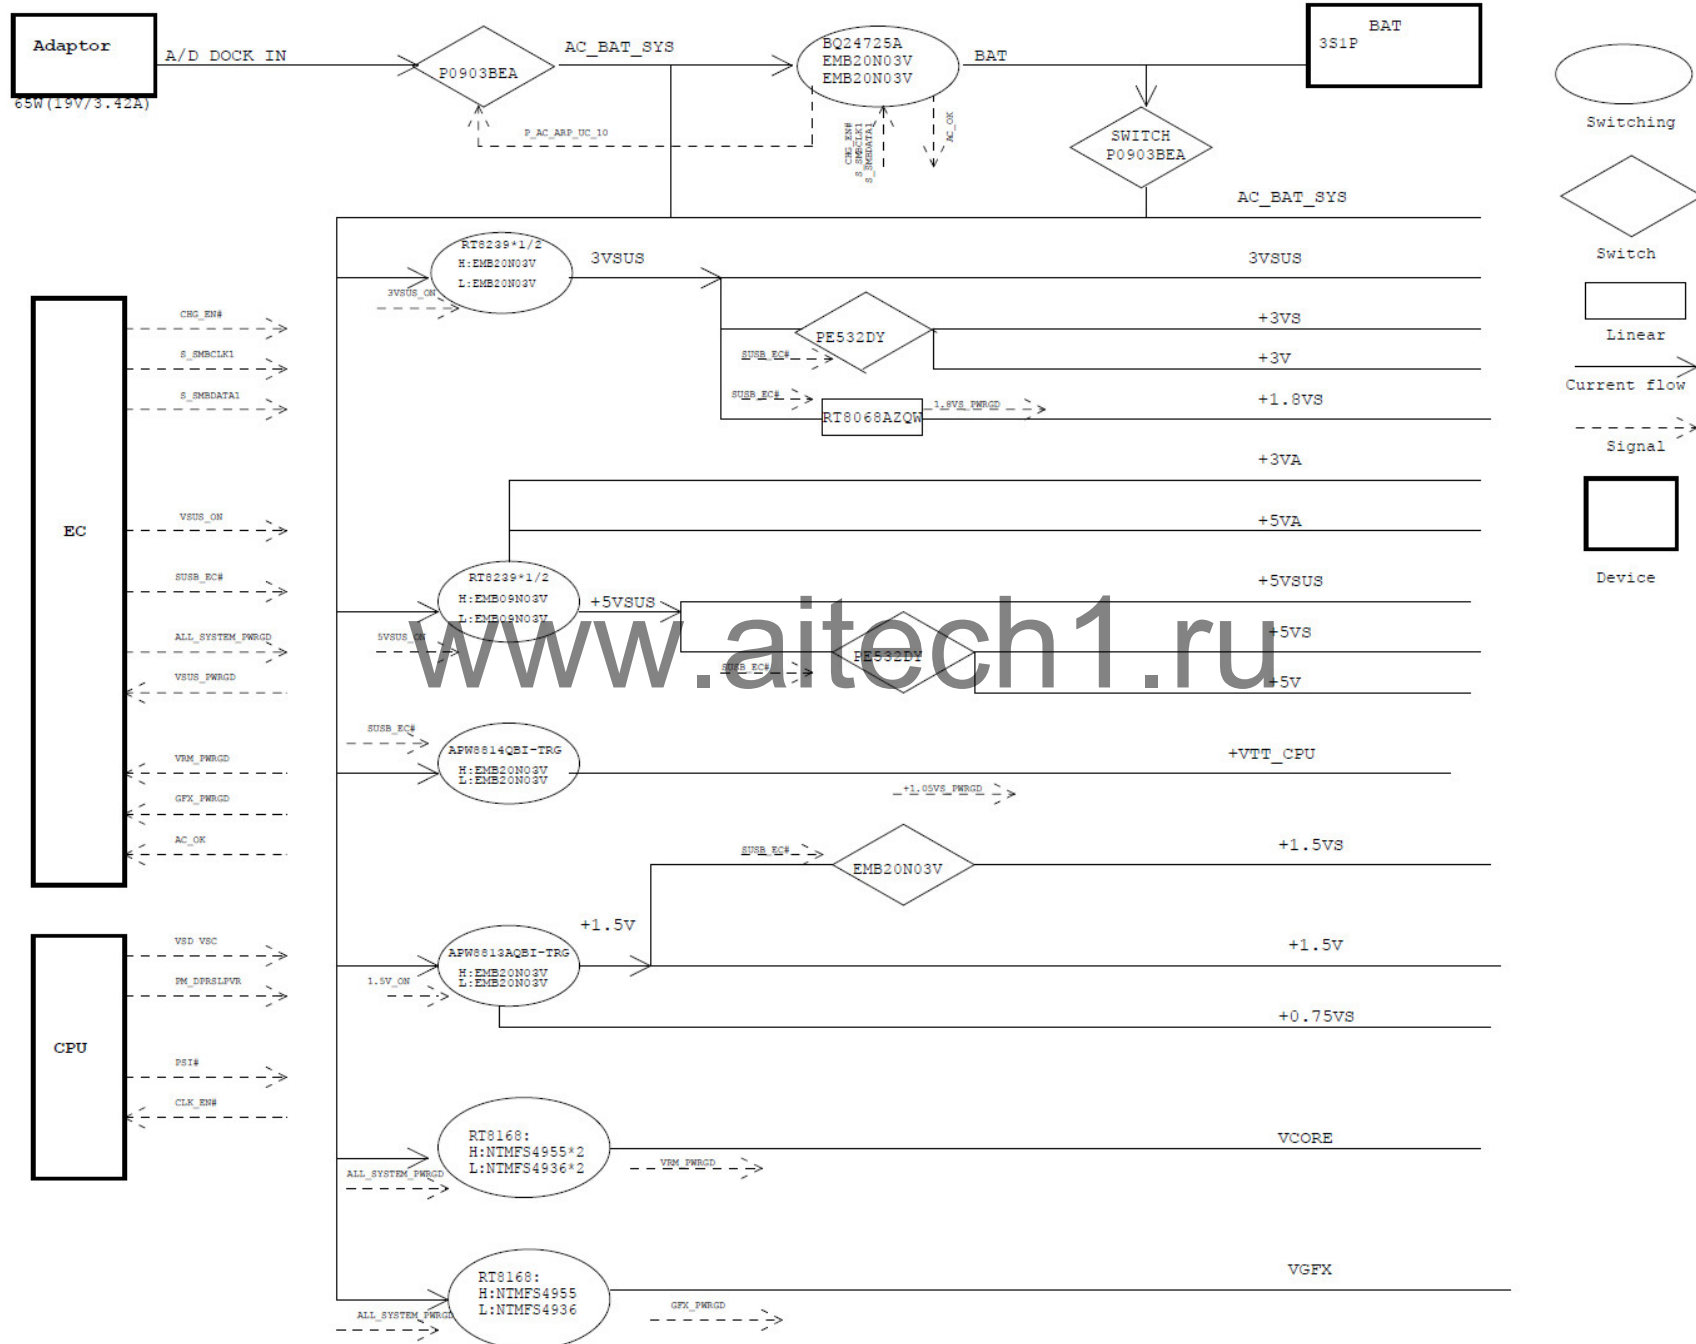 Adaptor
A/D DOCK IN
65W(19V/3.42A)
P0903BEA
AC_BAT_SYS
P_AC_ARP_UC_10
BQ24725A
EMB20N03V
EMB20N03V
CHG_EN#
S_SMBCLK1
S_SMBDATA1
AC_OK
BAT
BAT
3S1P
SWITCH
P0903BEA
AC_BAT_SYS
Switching
Switch
Linear
Current flow
Signal
Device
RT8239*1/2
H:EMB20N03V
L:EMB20N03V
3VSUS_ON
3VSUS
3VSUS
PE532DY
SUSB_EC#
+3VS
+3V
SUSB_EC#
RT8068AZQW
1.8VS_PWRGD
+1.8VS
+3VA
+5VA
RT8239*1/2
H:EMB09N03V
L:EMB09N03V
5VSUS_ON
+5VSUS
+5VSUS
PE532DY
SUSB_EC#
+5VS
+5V
www.aitech1.ru
SUSB_EC#
APW8814QBI-TRG
H:EMB20N03V
L:EMB20N03V
+VTT_CPU
+1.05VS_PWRGD
SUSB_EC#
EMB20N03V
+1.5VS
+1.5V
APW8813AQBI-TRG
H:EMB20N03V
L:EMB20N03V
1.5V_ON
+1.5V
+0.75VS
RT8168:
H:NTMFS4955*2
L:NTMFS4936*2
ALL_SYSTEM_PWRGD
VRM_PWRGD
VCORE
RT8168:
H:NTMFS4955
L:NTMFS4936
ALL_SYSTEM_PWRGD
GFX_PWRGD
VGFX
EC
CHG_EN#
S_SMBCLK1
S_SMBDATA1
VSUS_ON
SUSB_EC#
ALL_SYSTEM_PWRGD
VSUS_PWRGD
VRM_PWRGD
GFX_PWRGD
AC_OK
CPU
VSD VSC
PM_DPRSLPVR
PSI#
CLK_EN#